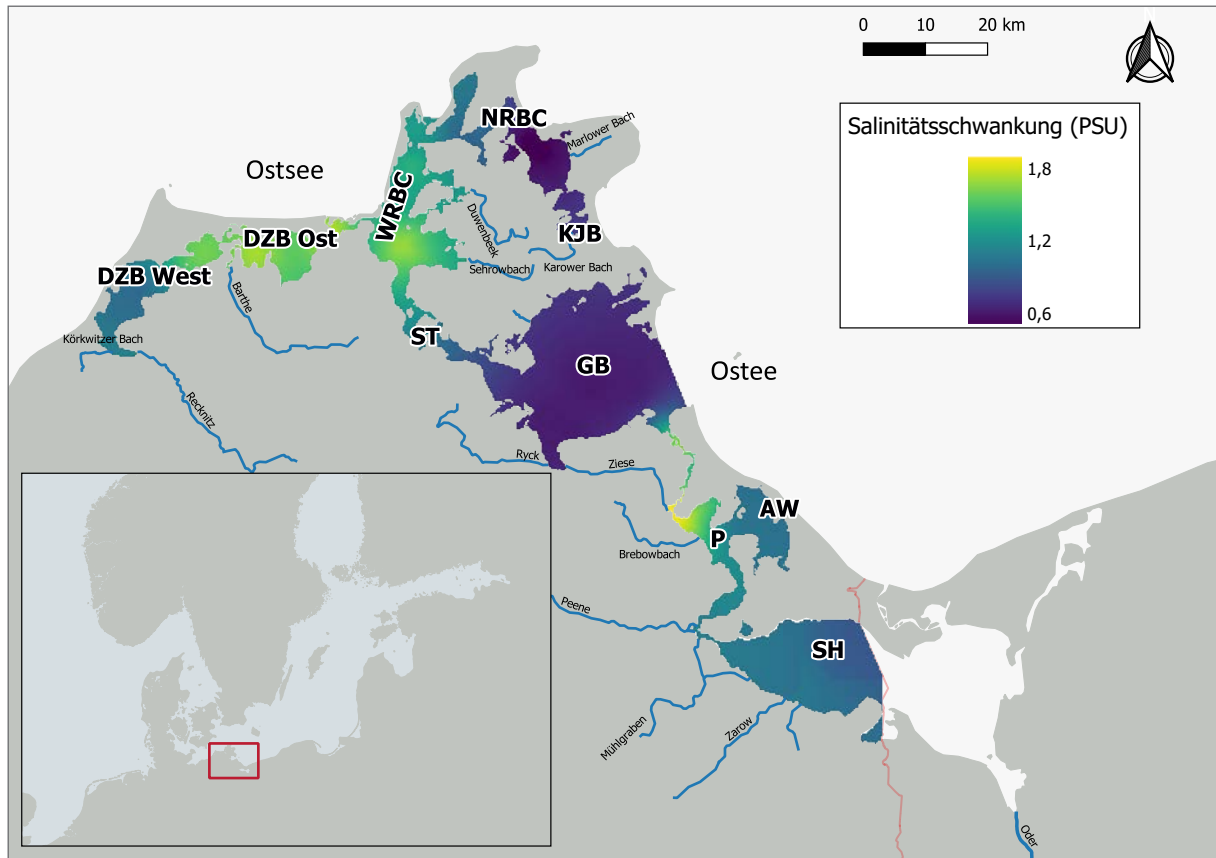 0 10 20 km
N
Salinitätsschwankung (PSU)
1,8
1,2
0,6
NRBC
Marlower Bach
Ostsee
WRBC
Duwenbeek
KJB
DZB Ost
DZB West
Sehrowbach
Karower Bach
Barthe
Körkwitzer Bach
ST
GB
Ostee
Recknitz
Ryck
Ziese
AW
P
Brebowbach
Peene
SH
Mühlgraben
Zarow
Oder